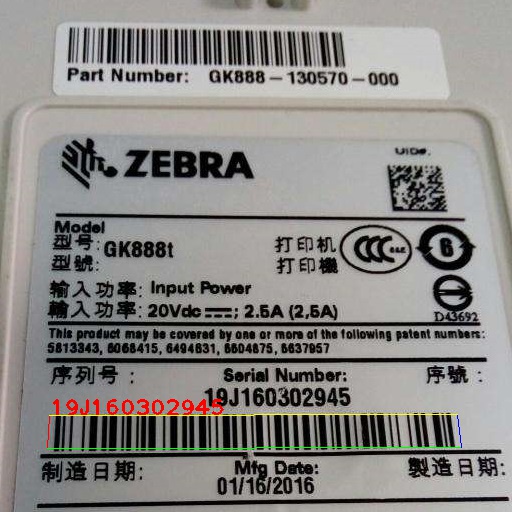 Part Number: GK888-130570-000
ZEBRA
UID#:
Model
型号: GK888t 打印机
型號: 打印機
输入功率: Input Power
輸入功率: 20Vdc 2.5A (2,5A)
D43692
This product may be covered by one or more of the following patent numbers:
5813343, 6066415, 6494631, 6604875, 6637957
序列号: Serial Number: 序號:
19J160302945
19J160302945
制造日期: Mfg Date: 製造日期:
01/16/2016